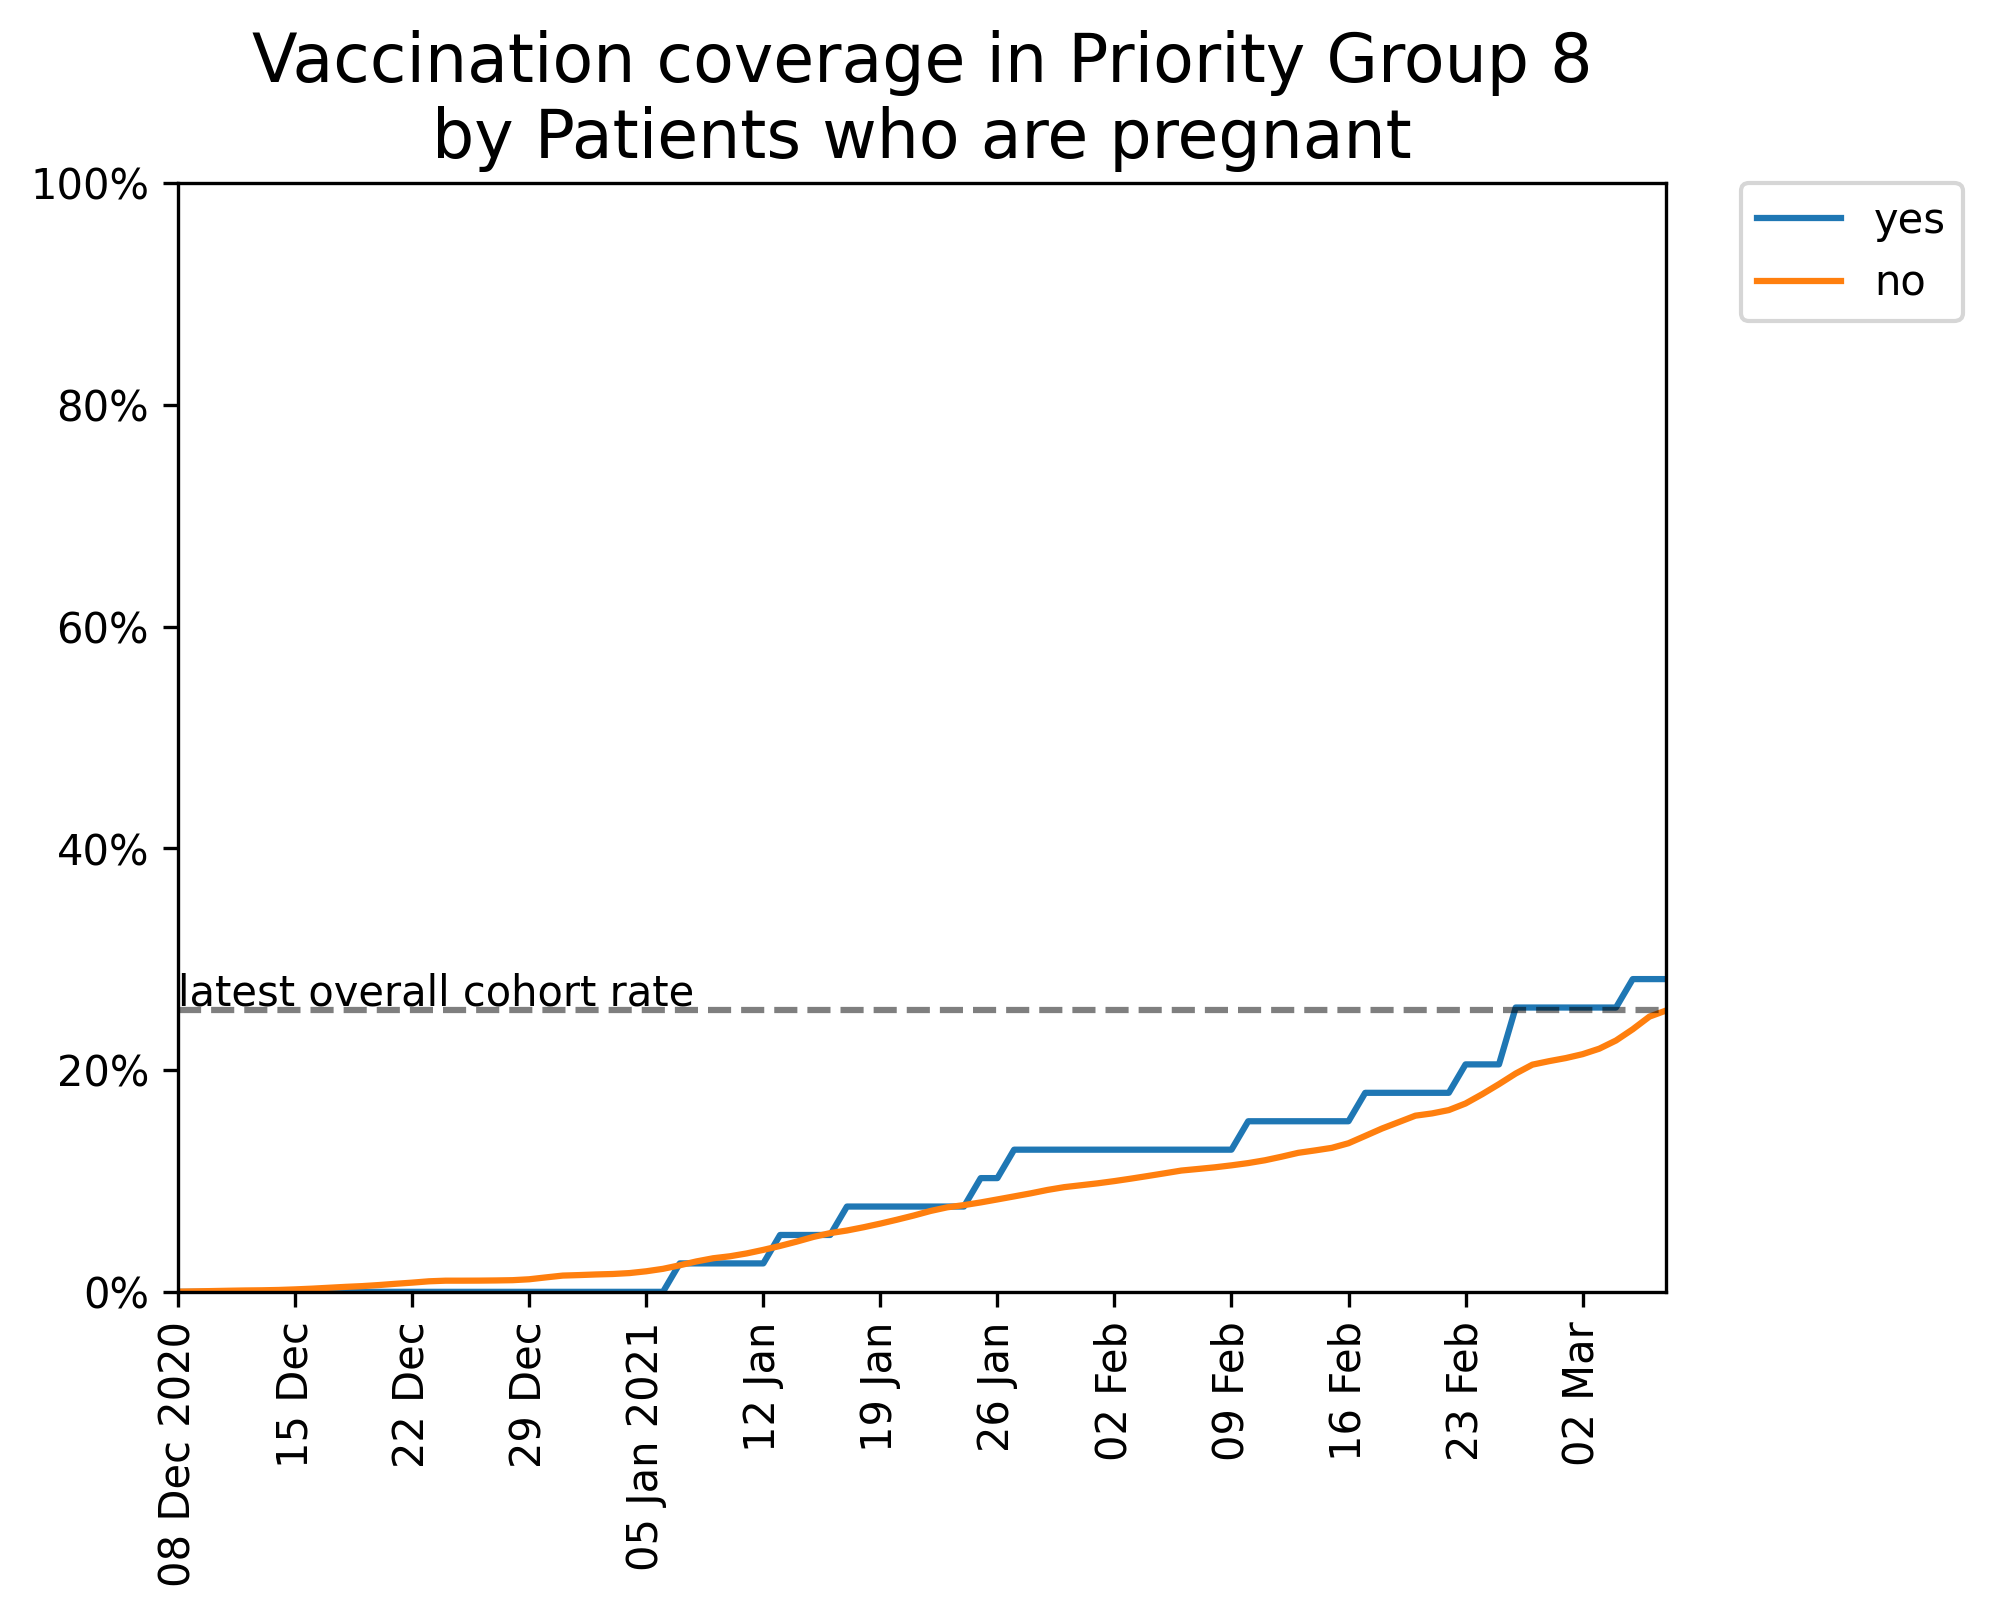 Vaccination coverage in Priority Group 8
by Patients who are pregnant
100%
80%
60%
40%
20%
0%
latest overall cohort rate
yes
no
08 Dec 2020
15 Dec
22 Dec
29 Dec
05 Jan 2021
12 Jan
19 Jan
26 Jan
02 Feb
09 Feb
16 Feb
23 Feb
02 Mar